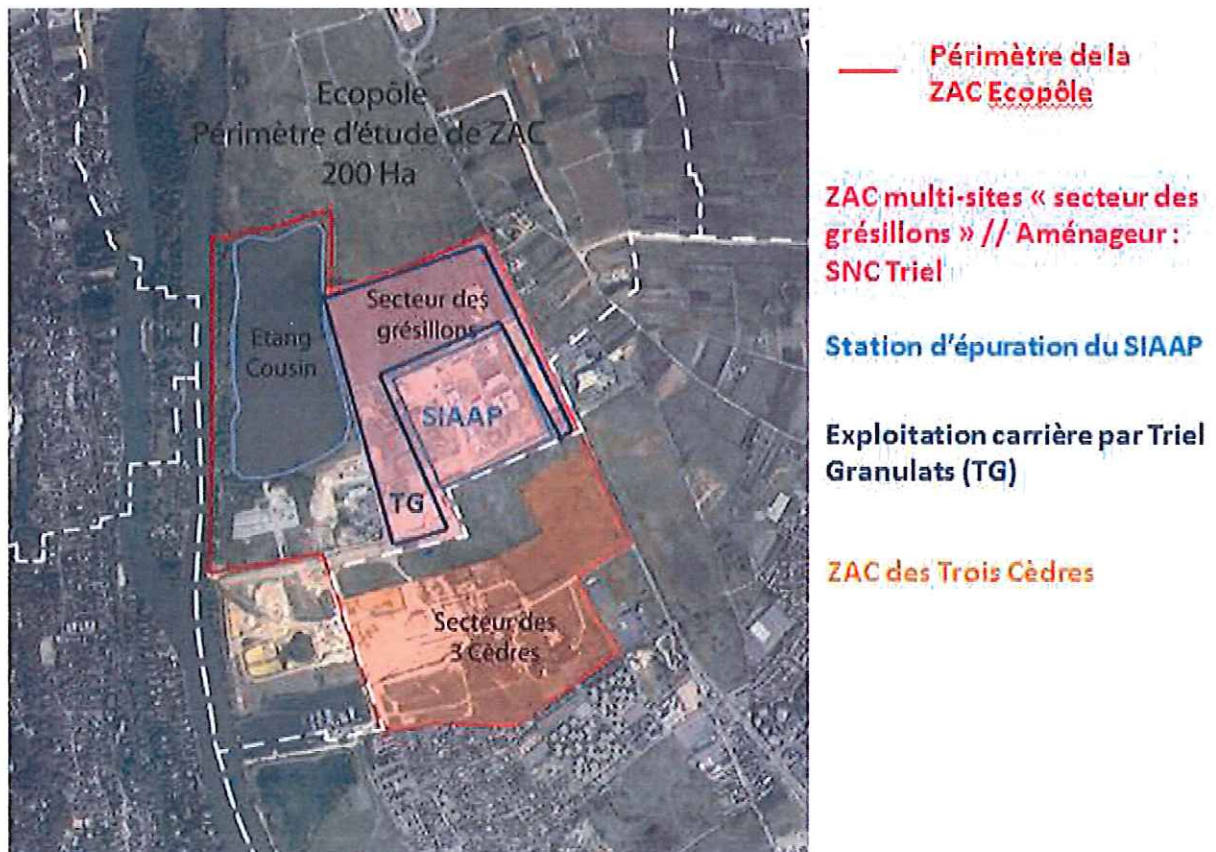 Ecopôle
Périmètre d'étude de ZAC
200 Ha
Secteur des
grésillons
Etang
Cousin
SIAAP
TG
Secteur des
3 Cèdres
Périmètre de la
ZAC Ecopôle
ZAC multi-sites « secteur des
grésillons » // Aménageur :
SNC Triel
Station d'épuration du SIAAP
Exploitation carrière par Triel
Granulats (TG)
ZAC des Trois Cèdres